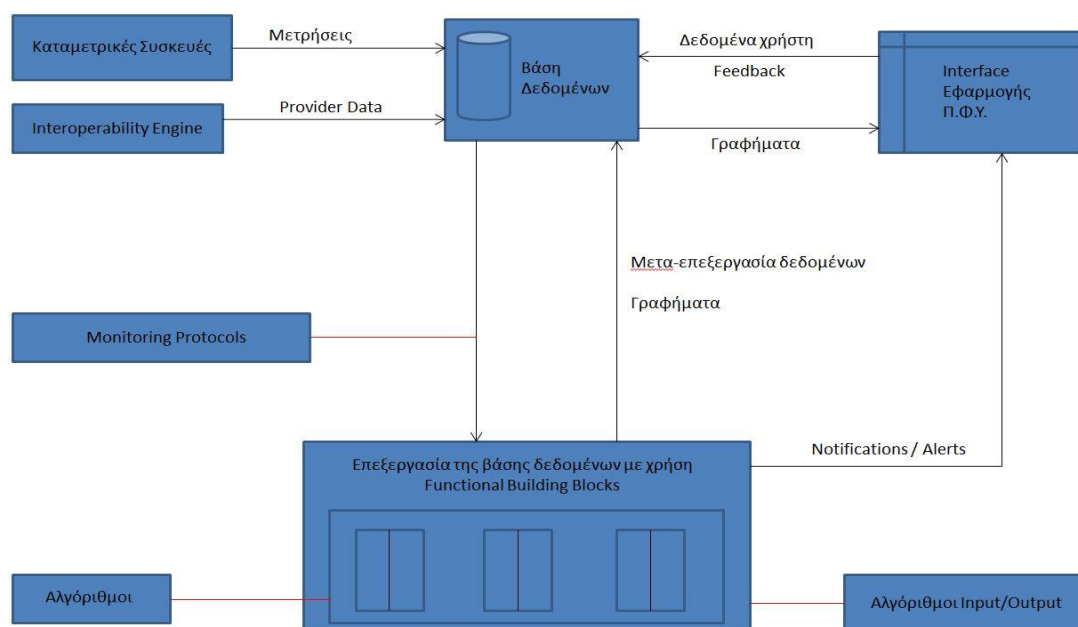 Καταμετρικές Συσκευές
Μετρήσεις
Βάση
Δεδομένων
Δεδομένα χρήστη
Feedback
Interface
Εφαρμογής
Π.Φ.Υ.
Interoperability Engine
Provider Data
Γραφήματα
Μετα-επεξεργασία δεδομένων
Γραφήματα
Monitoring Protocols
Notifications / Alerts
Επεξεργασία της βάσης δεδομένων με χρήση
Functional Building Blocks
Αλγόριθμοι
Αλγόριθμοι Input/Output